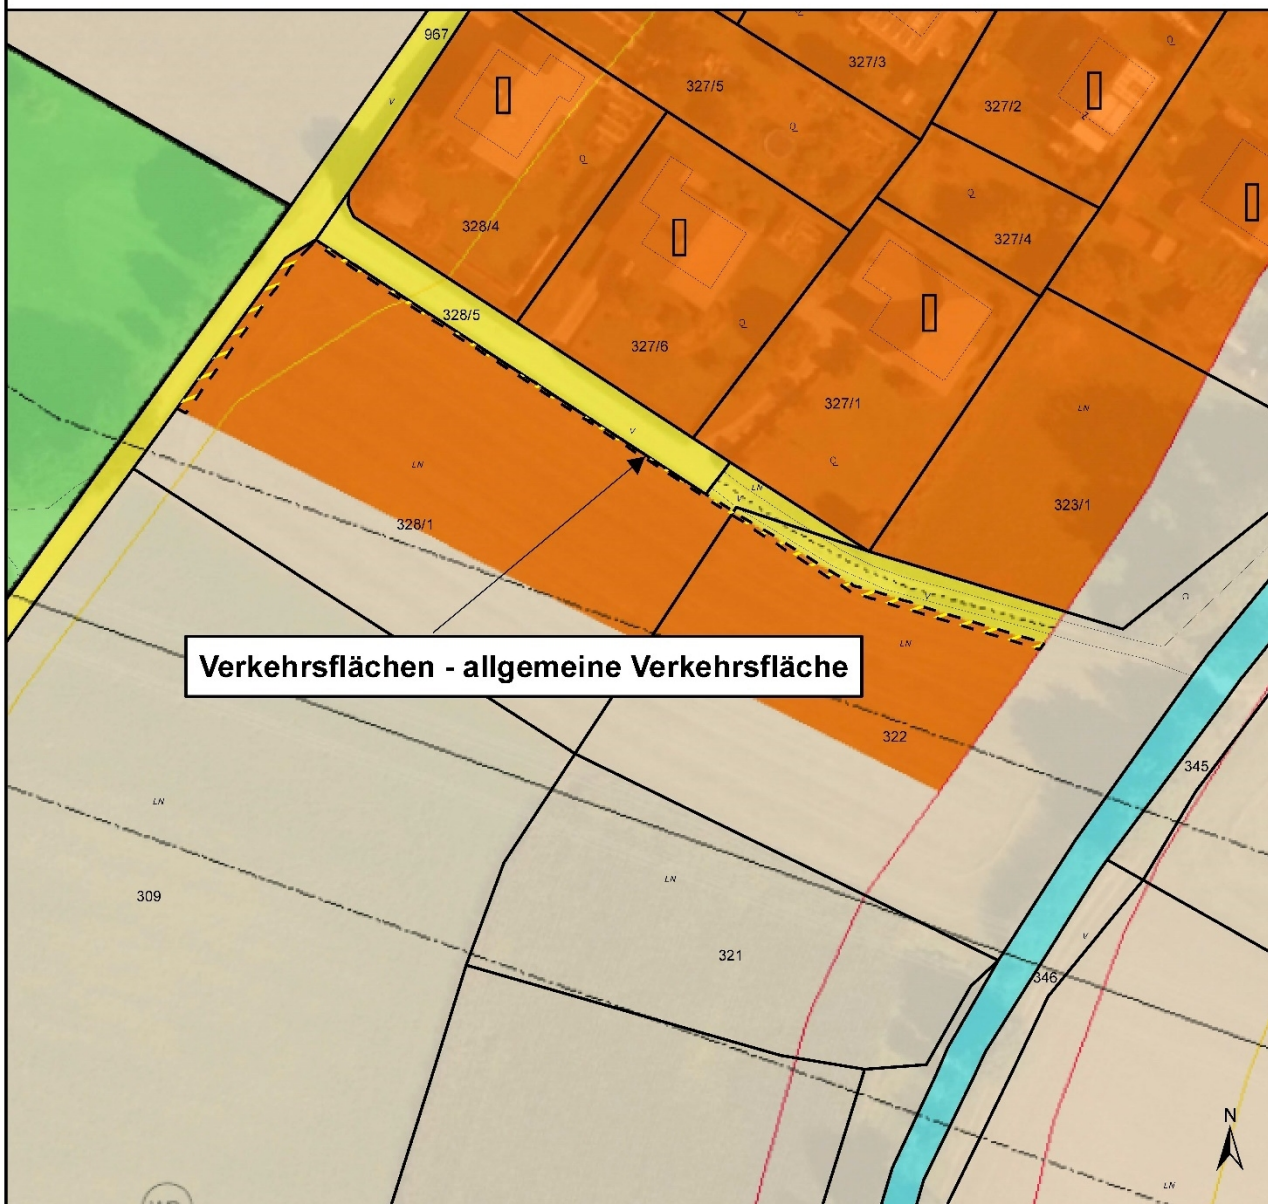 967
V
327/3
327/5
327/2
328/4
327/4
328/5
327/6
327/1
V
LN
LN
LN
V
323/1
328/1
V
LN
Verkehrsflächen - allgemeine Verkehrsfläche
322
345
LN
LN
309
321
V
346
N
LN